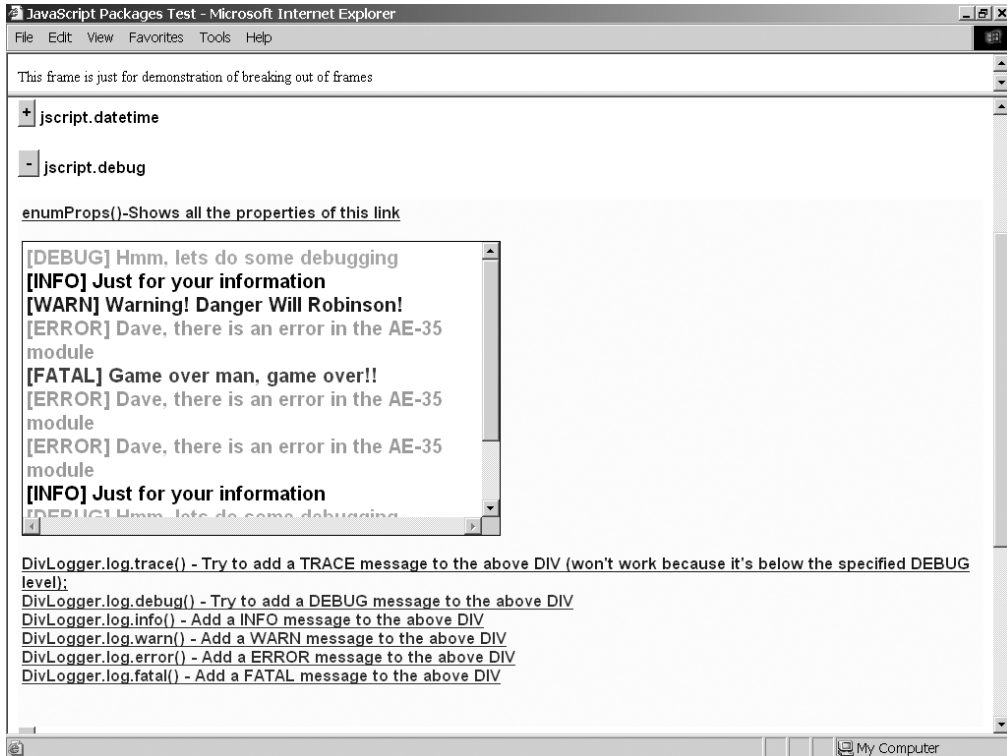 JavaScript Packages Test - Microsoft Internet Explorer
File Edit View Favorites Tools Help
This frame is just for demonstration of breaking out of frames
+ jscript.datetime
- jscript.debug
enumProps()-Shows all the properties of this link
[DEBUG] Hmm, lets do some debugging
[INFO] Just for your information
[WARN] Warning! Danger Will Robinson!
[ERROR] Dave, there is an error in the AE-35
module
[FATAL] Game over man, game over!!
[ERROR] Dave, there is an error in the AE-35
module
[ERROR] Dave, there is an error in the AE-35
module
[INFO] Just for your information
[DEBUG] Hmm, lets do some debugging
DivLogger.log.trace() - Try to add a TRACE message to the above DIV (won't work because it's below the specified DEBUG
level);
DivLogger.log.debug() - Try to add a DEBUG message to the above DIV
DivLogger.log.info() - Add a INFO message to the above DIV
DivLogger.log.warn() - Add a WARN message to the above DIV
DivLogger.log.error() - Add a ERROR message to the above DIV
DivLogger.log.fatal() - Add a FATAL message to the above DIV
My Computer